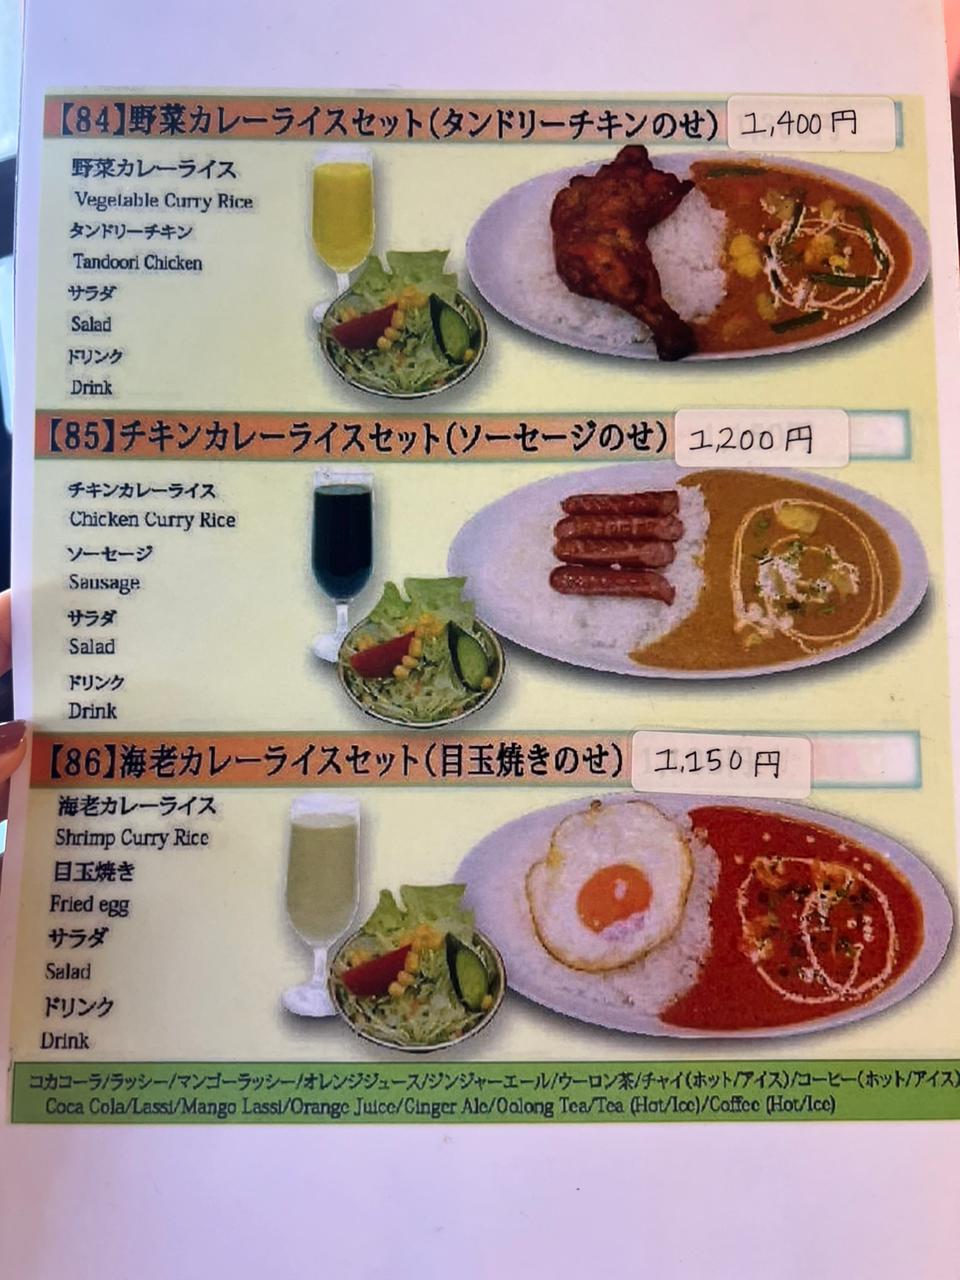 【84】野菜カレーライスセット(タンドリーチキンのせ) 1,400円
野菜カレーライス
Vegetable Curry Rice
タンドリーチキン
Tandoori Chicken
サラダ
Salad
ドリンク
Drink
【85】チキンカレーライスセット(ソーセージのせ) 1,200円
チキンカレーライス
Chicken Curry Rice
ソーセージ
Sausage
サラダ
Salad
ドリンク
Drink
【86】海老カレーライスセット(目玉焼きのせ) 1,150円
海老カレーライス
Shrimp Curry Rice
目玉焼き
Fried egg
サラダ
Salad
ドリンク
Drink
コカコーラ/ラッシー/マンゴーラッシー/オレンジジュース/ジンジャーエール/ウーロン茶/チャイ(ホット/アイス)/コーヒー(ホット/アイス)
Coca Cola/Lassi/Mango Lassi/Orange Juice/Ginger Ale/Oolong Tea/Tea (Hot/Ice)/Coffee (Hot/Ice)